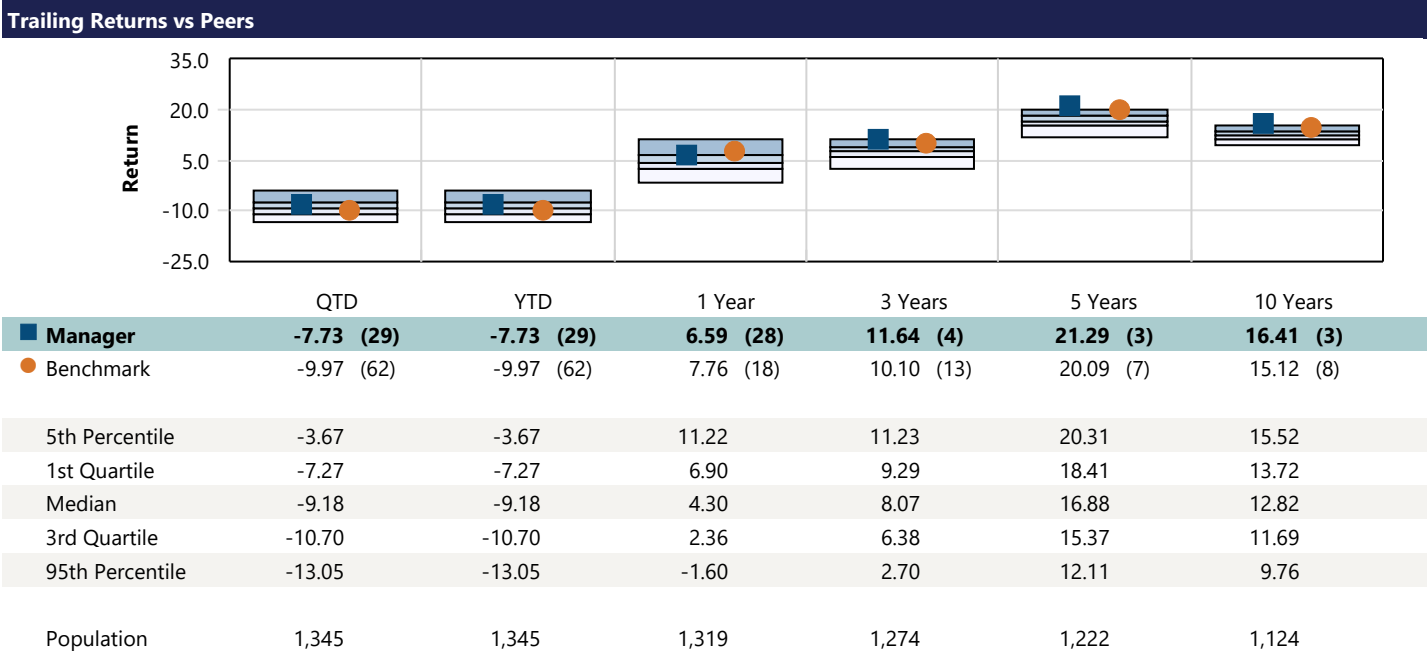 Trailing Returns vs Peers
35.0
20.0
5.0
-10.0
-25.0
Return
QTD YTD 1 Year 3 Years 5 Years 10 Years
Manager -7.73 (29) -7.73 (29) 6.59 (28) 11.64 (4) 21.29 (3) 16.41 (3)
Benchmark -9.97 (62) -9.97 (62) 7.76 (18) 10.10 (13) 20.09 (7) 15.12 (8)
5th Percentile -3.67 -3.67 11.22 11.23 20.31 15.52
1st Quartile -7.27 -7.27 6.90 9.29 18.41 13.72
Median -9.18 -9.18 4.30 8.07 16.88 12.82
3rd Quartile -10.70 -10.70 2.36 6.38 15.37 11.69
95th Percentile -13.05 -13.05 -1.60 2.70 12.11 9.76
Population 1,345 1,345 1,319 1,274 1,222 1,124